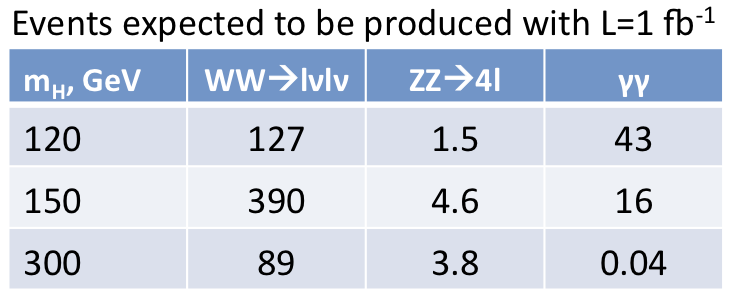 Events expected to be produced with L=1 fb⁻¹
m_H, GeV WW→lνlν ZZ→4l γγ
120 127 1.5 43
150 390 4.6 16
300 89 3.8 0.04